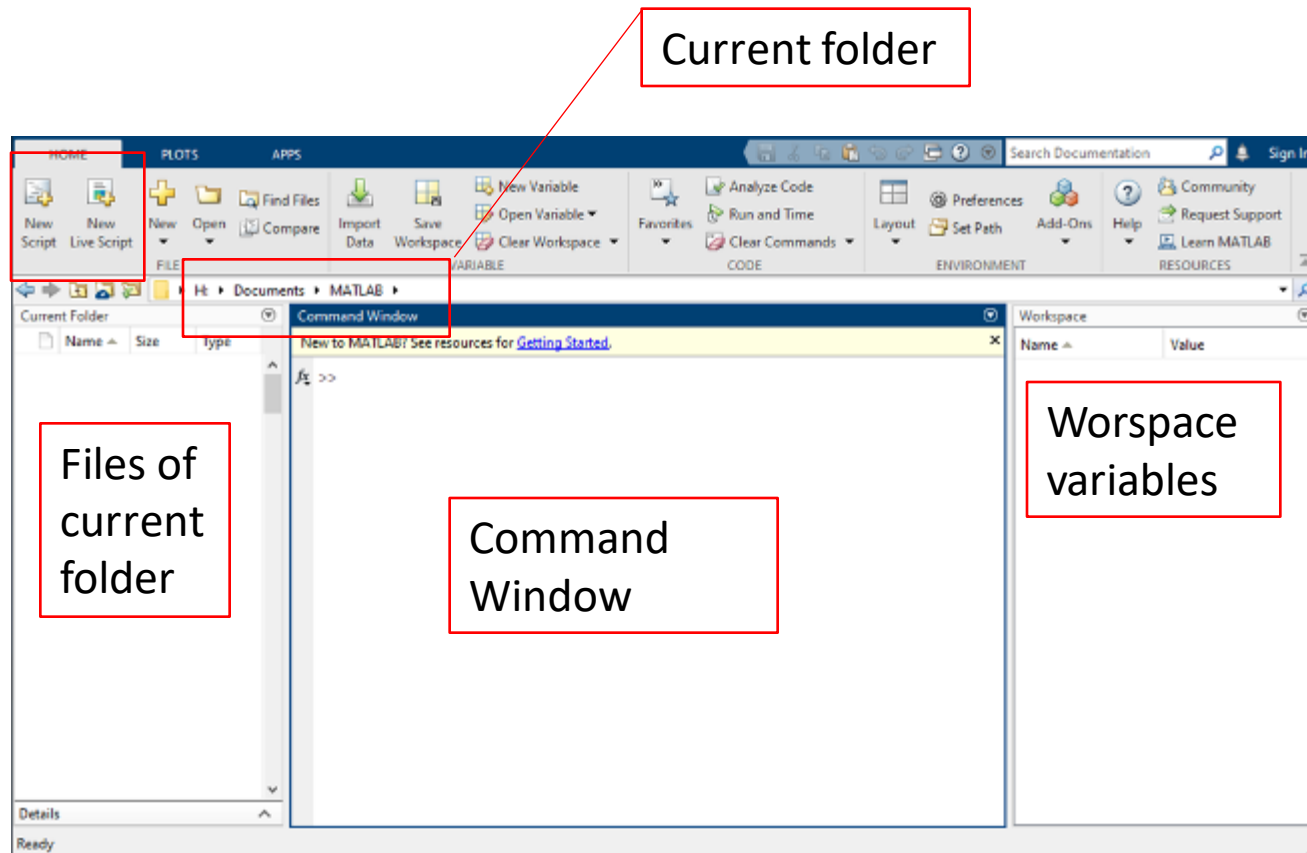 Current folder
HOME PLOTS APPS Search Documentation Sign In
New Script New Live Script New Open Find Files Compare Import Data Save Workspace New Variable Open Variable Clear Workspace Favorites Analyze Code Run and Time Clear Commands Layout Preferences Set Path Add-Ons Help Community Request Support Learn MATLAB
FILE VARIABLE CODE ENVIRONMENT RESOURCES
H: Documents MATLAB
Current Folder Command Window Workspace
Name Size Type New to MATLAB? See resources for Getting Started. Name Value
fx >>
Files of
current
folder
Command
Window
Worspace
variables
Details
Ready